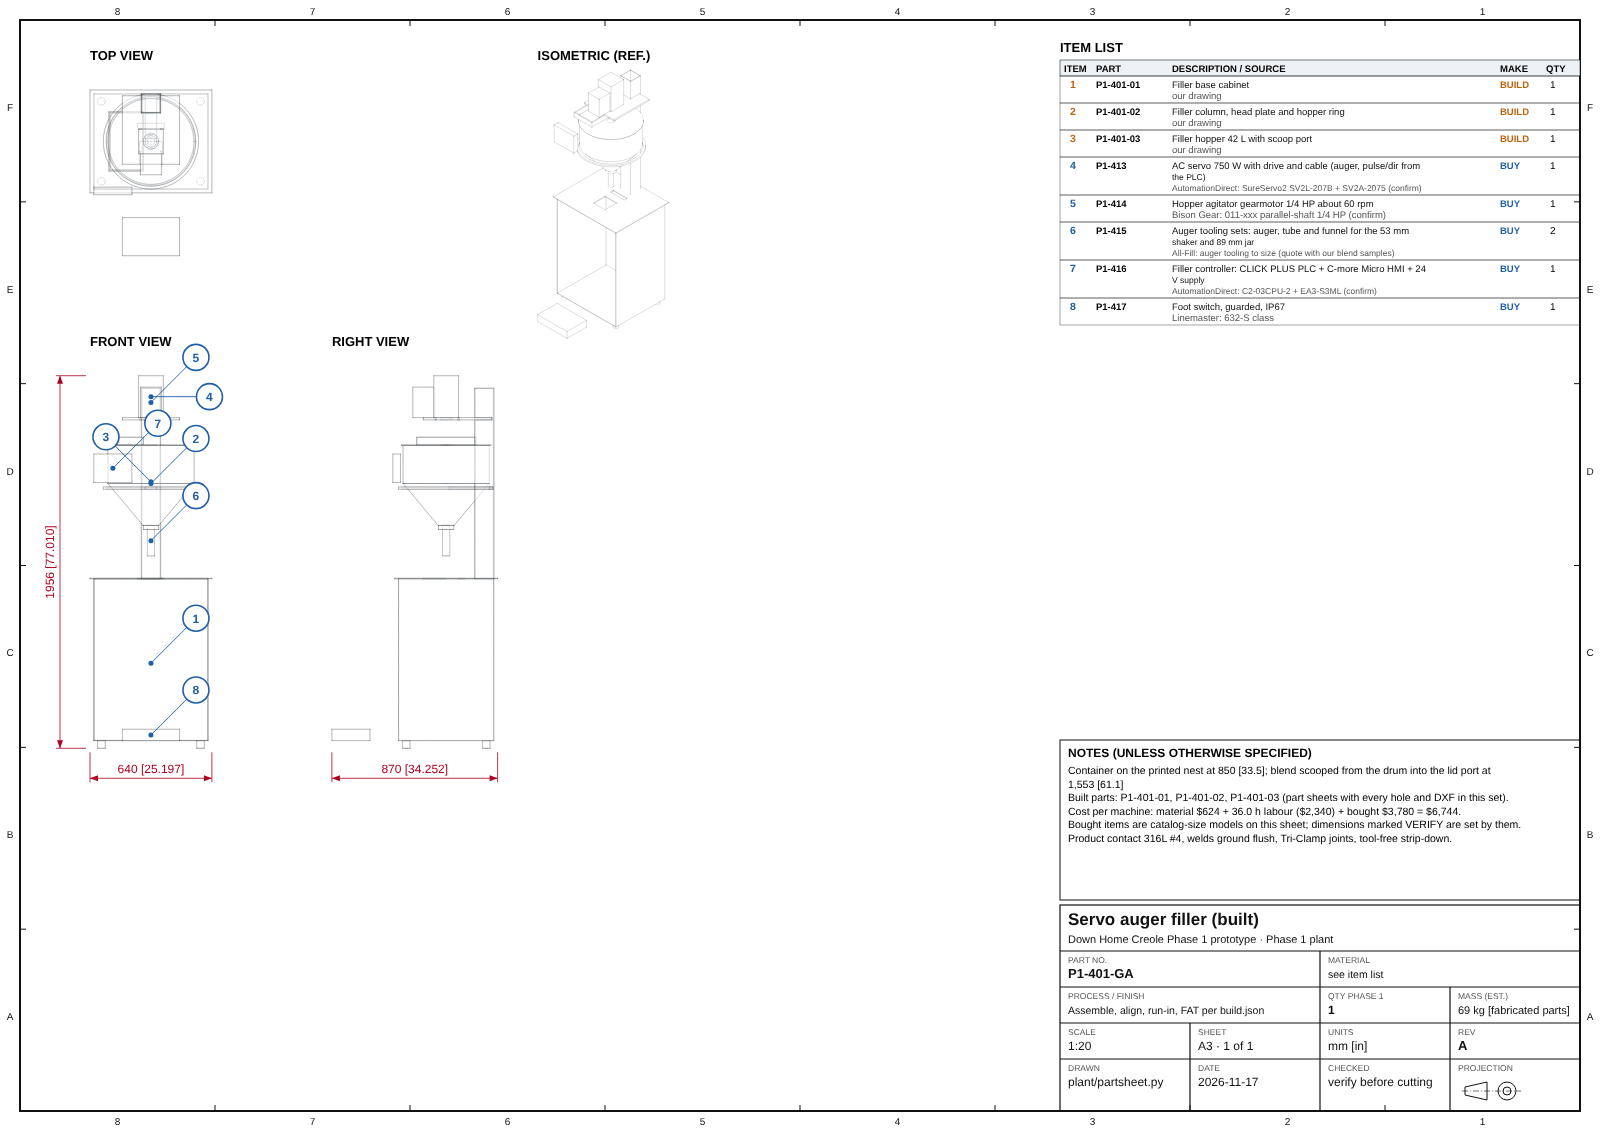 8 7 6 5 4 3 2 1
TOP VIEW
ISOMETRIC (REF.)
ITEM LIST
ITEM PART DESCRIPTION / SOURCE MAKE QTY
1 P1-401-01 Filler base cabinet BUILD 1
our drawing
2 P1-401-02 Filler column, head plate and hopper ring BUILD 1
our drawing
3 P1-401-03 Filler hopper 42 L with scoop port BUILD 1
our drawing
4 P1-413 AC servo 750 W with drive and cable (auger, pulse/dir from BUY 1
the PLC)
AutomationDirect: SureServo2 SV2L-207B + SV2A-2075 (confirm)
5 P1-414 Hopper agitator gearmotor 1/4 HP about 60 rpm BUY 1
Bison Gear: 011-xxx parallel-shaft 1/4 HP (confirm)
6 P1-415 Auger tooling sets: auger, tube and funnel for the 53 mm BUY 2
shaker and 89 mm jar
All-Fill: auger tooling to size (quote with our blend samples)
7 P1-416 Filler controller: CLICK PLUS PLC + C-more Micro HMI + 24 BUY 1
V supply
AutomationDirect: C2-03CPU-2 + EA3-S3ML (confirm)
8 P1-417 Foot switch, guarded, IP67 BUY 1
Linemaster: 632-S class
F F
E E
D D
C C
B B
A A
FRONT VIEW
RIGHT VIEW
5
4
7
3
2
6
1
8
1956 [77.010]
640 [25.197]
870 [34.252]
NOTES (UNLESS OTHERWISE SPECIFIED)
Container on the printed nest at 850 [33.5]; blend scooped from the drum into the lid port at
1,553 [61.1]
Built parts: P1-401-01, P1-401-02, P1-401-03 (part sheets with every hole and DXF in this set).
Cost per machine: material $624 + 36.0 h labour ($2,340) + bought $3,780 = $6,744.
Bought items are catalog-size models on this sheet; dimensions marked VERIFY are set by them.
Product contact 316L #4, welds ground flush, Tri-Clamp joints, tool-free strip-down.
Servo auger filler (built)
Down Home Creole Phase 1 prototype · Phase 1 plant
PART NO. MATERIAL
P1-401-GA see item list
PROCESS / FINISH QTY PHASE 1 MASS (EST.)
Assemble, align, run-in, FAT per build.json 1 69 kg [fabricated parts]
SCALE SHEET UNITS REV
1:20 A3 · 1 of 1 mm [in] A
DRAWN DATE CHECKED PROJECTION
plant/partsheet.py 2026-11-17 verify before cutting
8 7 6 5 4 3 2 1